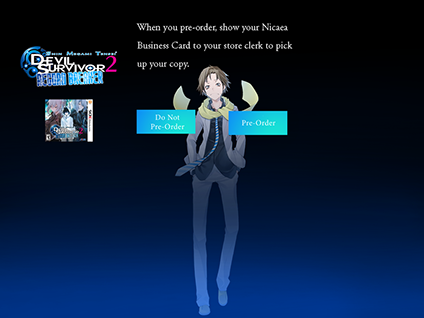 When you pre-order, show your Nicaea
Business Card to your store clerk to pick
up your copy.
Shin Megami Tensei
DEVIL
SURVIVOR 2
RECORD BREAKER
Do Not
Pre-Order
Pre-Order